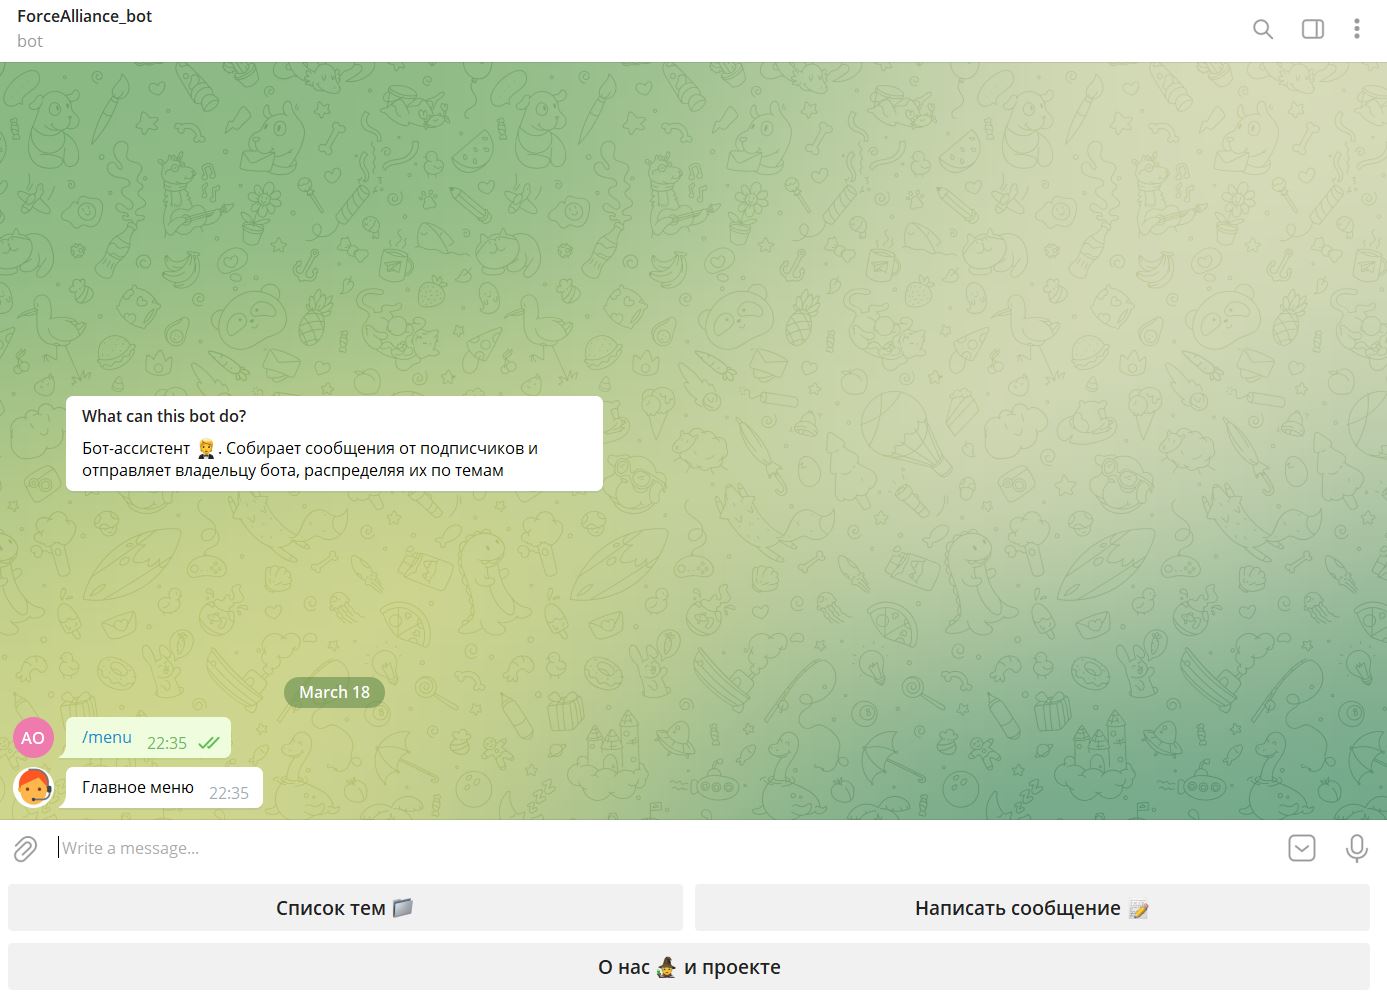 ForceAlliance_bot
bot
What can this bot do?
Бот-ассистент 🤵. Собирает сообщения от подписчиков и
отправляет владельцу бота, распределяя их по темам
March 18
AO
/menu 22:35
Главное меню 22:35
Write a message...
Список тем 📁
Написать сообщение 📝
О нас 🧙 и проекте